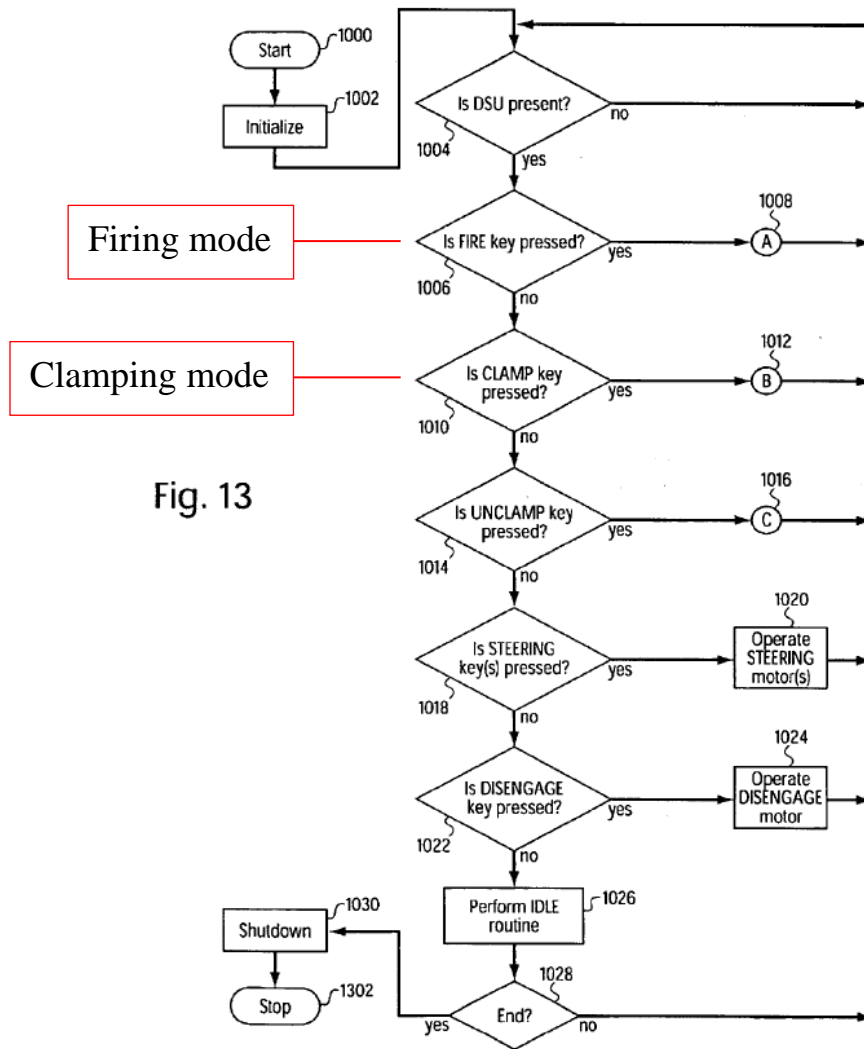 Start
1000
Initialize
1002
Is DSU present?
1004
no
yes
Firing mode
Is FIRE key pressed?
1006
yes
1008
A
no
Clamping mode
Is CLAMP key
pressed?
1010
yes
1012
B
no
Fig. 13
Is UNCLAMP key
pressed?
1014
yes
1016
C
no
Is STEERING
key(s) pressed?
1018
yes
1020
Operate
STEERING
motor(s)
no
Is DISENGAGE
key pressed?
1022
yes
1024
Operate
DISENGAGE
motor
no
Perform IDLE
routine
1026
1030
Shutdown
Stop
1302
End?
1028
yes
no